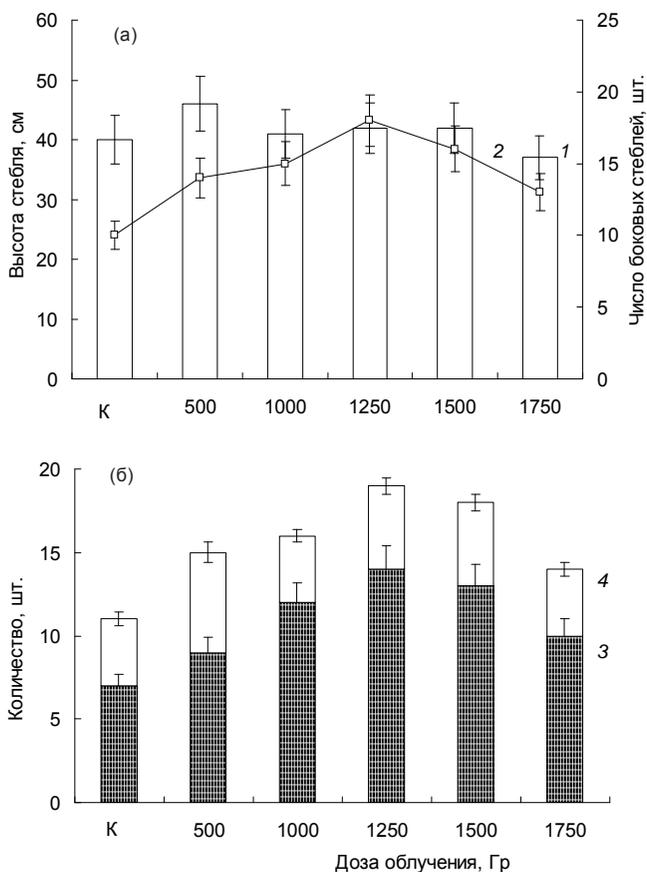 (а)
Высота стебля, см
60
50
40
30
20
10
0
Число боковых стеблей, шт.
25
20
15
10
5
0
2
1
К 500 1000 1250 1500 1750
(б)
Количество, шт.
20
15
10
5
0
4
3
К 500 1000 1250 1500 1750
Доза облучения, Гр